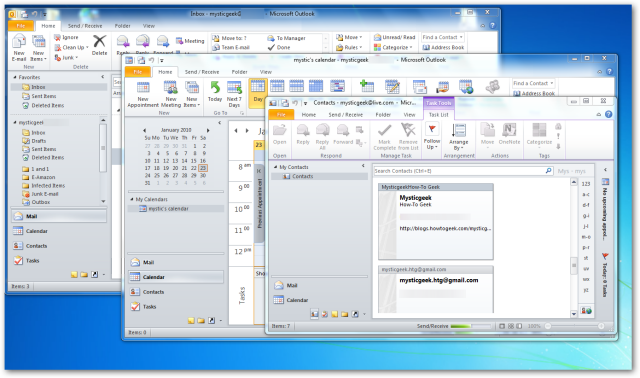 Inbox - mysticgeek@ - Microsoft Outlook
File Home Send / Receive Folder View
New E-mail
New Items
New
Ignore
Clean Up
Junk
Delete
Delete
Reply
Reply All
Forward
Meeting
Move to: ?
Team E-mail
To Manager
Done
Move
Rules
Unread/ Read
Categorize
Find a Contact
Address Book
Favorites
Inbox
Sent Items
Deleted Items
mysticgeek
Inbox
Drafts
Sent Items
Deleted Items
1 and 1
E-Amazon
Infected Items
Junk E-mail
Outbox
Mail
Calendar
Contacts
Tasks
Items: 3
mystic's calendar - mysticgeek - Microsoft Outlook
File Home Send / Receive Folder View
New Appointment
New Meeting
New Items
New
Today
Next 7 Days
Go To
Day
Find a Contact
Address Book
January 2010
Su Mo Tu We Th Fr Sa
27 28 29 30 31 1 2
3 4 5 6 7 8 9
10 11 12 13 14 15 16
17 18 19 20 21 22 23
24 25 26 27 28 29 30
31 1 2 3 4 5 6
My Calendars
mystic's calendar
Mail
Calendar
Contacts
Tasks
Items: 0
8 am
9 00
10 00
11 00
12 pm
Previous Appointment
Tasks
Contacts - mysticgeek@live.com - Micr...
Task Tools
File Home Send / Receive Folder View Task List
Open
Open
Reply
Reply All
Forward
Respond
Mark Complete
Remove from List
Manage Task
Follow Up
Arrange By
Arrangement
Move
OneNote
Actions
Categorize
Tags
My Contacts
Contacts
Mail
Calendar
Search Contacts (Ctrl+E)
Mys - mys
MysticgeekHow-To Geek
Mysticgeek
How-To Geek
http://blogs.howtogeek.com/mysticg...
mysticgeek.htg@gmail.com
mysticgeek.htg@gmail.com
123
a-c
d-f
g-i
j-l
m-o
p-r
st
uv
wx
yz
No upcoming appoi...
Today: 0 Tasks
Items: 7
Send/Receive
100%